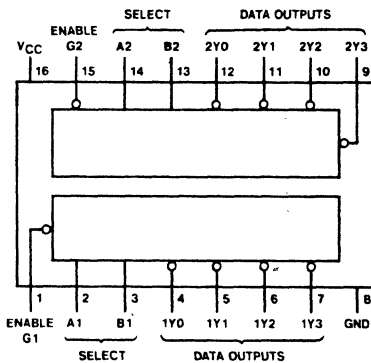 SELECT DATA OUTPUTS
ENABLE
VCC G2 A2 B2 2Y0 2Y1 2Y2 2Y3
16 15 14 13 12 11 10 9
1 2 3 4 5 6 7 8
ENABLE A1 B1 1Y0 1Y1 1Y2 1Y3 GND
G1
SELECT DATA OUTPUTS